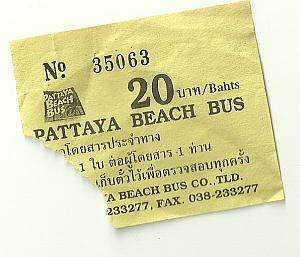 No 35063
PATTAYA
BEACH
BUS
20 บาท/Bahts
PATTAYA BEACH BUS
โดยสารประจำทาง
1 ใบ ต่อผู้โดยสาร 1 ท่าน
เก็บตั๋วไว้เพื่อตรวจสอบทุกครั้ง
YA BEACH BUS CO., TLD.
233277, FAX. 038-233277